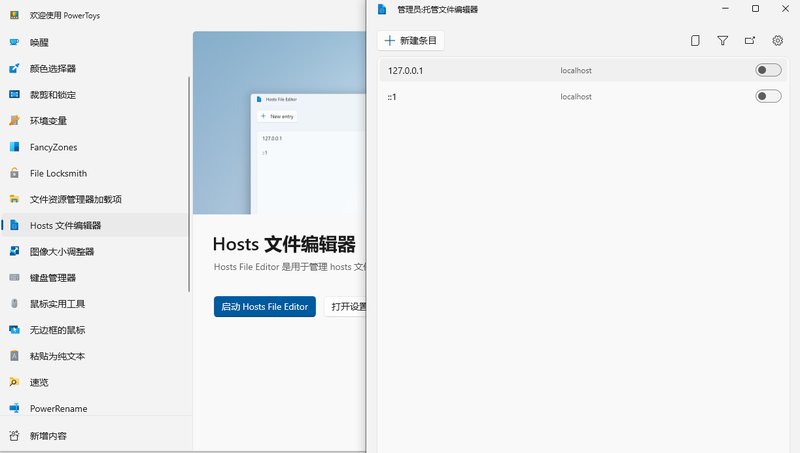 欢迎使用 PowerToys
唤醒
颜色选择器
裁剪和锁定
环境变量
FancyZones
File Locksmith
文件资源管理器加载项
Hosts 文件编辑器
图像大小调整器
键盘管理器
鼠标实用工具
无边框的鼠标
粘贴为纯文本
速览
PowerRename
新增内容
Hosts File Editor
New entry
127.0.0.1
::1
Hosts 文件编辑器
Hosts File Editor 是用于管理 hosts 文
启动 Hosts File Editor
打开设置
管理员:托管文件编辑器
新建条目
127.0.0.1 localhost
::1 localhost